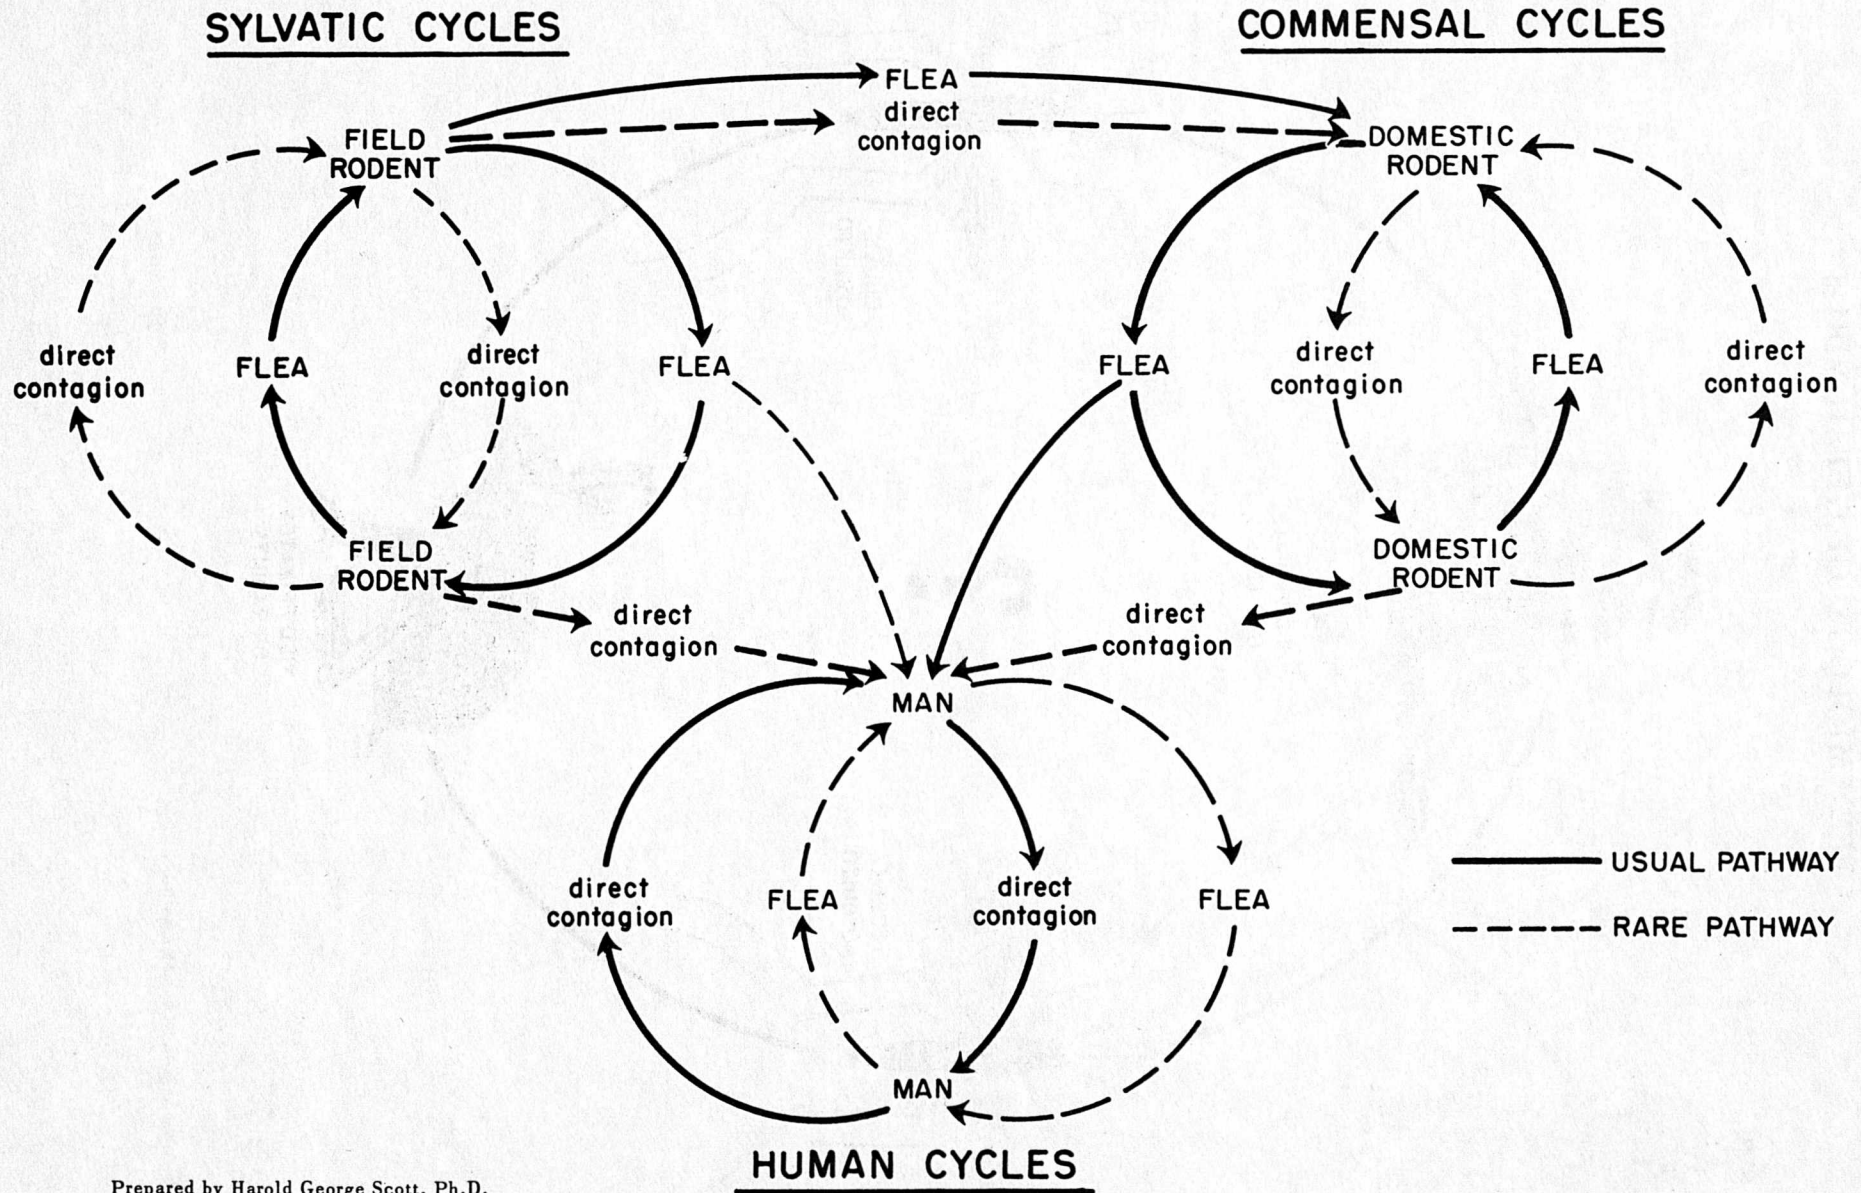 SYLVATIC CYCLES
COMMENSAL CYCLES
FLEA
direct
contagion
FIELD
RODENT
DOMESTIC
RODENT
direct
contagion
FLEA
direct
contagion
FLEA
FLEA
direct
contagion
FLEA
direct
contagion
FIELD
RODENT
DOMESTIC
RODENT
direct
contagion
direct
contagion
MAN
direct
contagion
FLEA
direct
contagion
FLEA
USUAL PATHWAY
RARE PATHWAY
MAN
HUMAN CYCLES
Prepared by Harold George Scott, Ph.D.